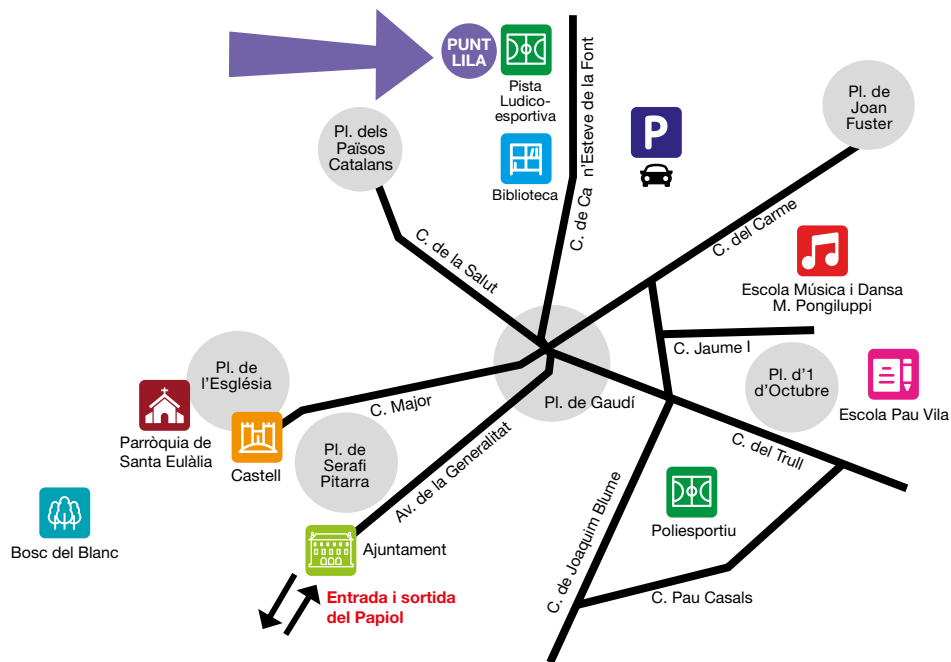 PUNT
LILA
Pista
Ludico-
esportiva
C. de Ca n'Esteve de la Font
P
Pl. de
Joan
Fuster
Pl. dels
Països
Catalans
Biblioteca
C. de la Salut
C. del Carme
Escola Música i Dansa
M. Pongiluppi
C. Jaume I
Pl. de
l'Església
Pl. d'1
d'Octubre
Escola Pau Vila
Pl. de Gaudí
C. Major
Parròquia de
Santa Eulàlia
Castell
Pl. de
Serafi
Pitarra
Av. de la Generalitat
C. del Trull
Poliesportiu
Bosc del Blanc
Ajuntament
C. de Joaquim Blume
C. Pau Casals
Entrada i sortida
del Papiol